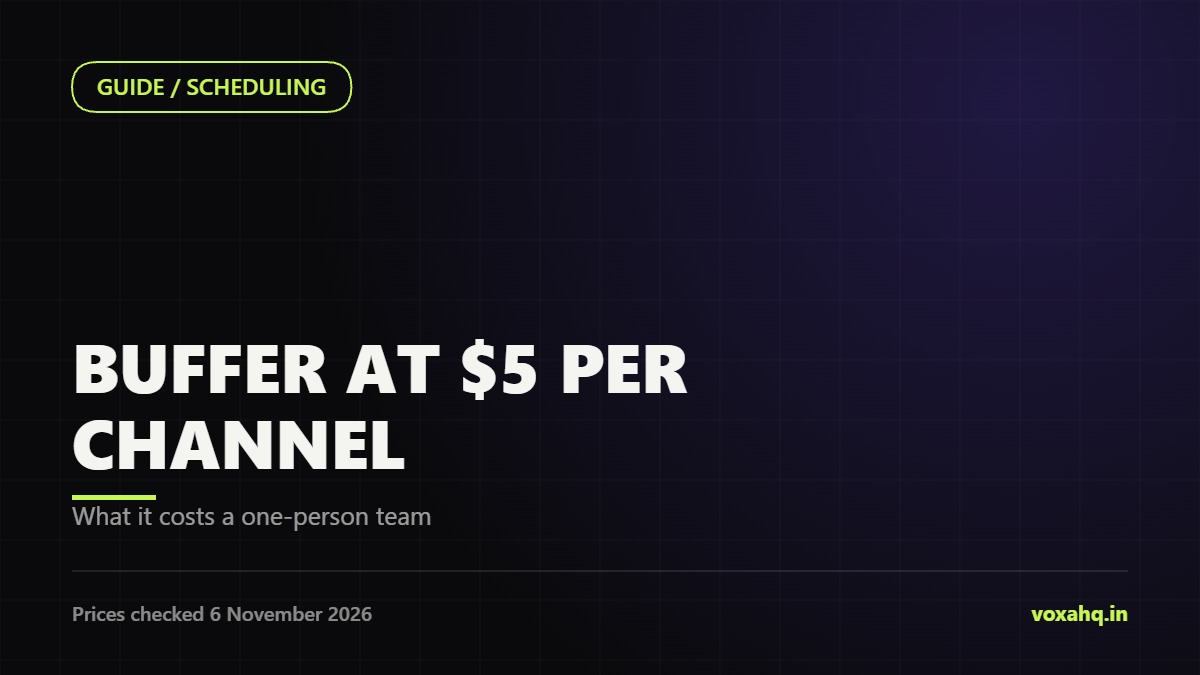 GUIDE / SCHEDULING
BUFFER AT $5 PER
CHANNEL
What it costs a one-person team
Prices checked 6 November 2026
voxahq.in